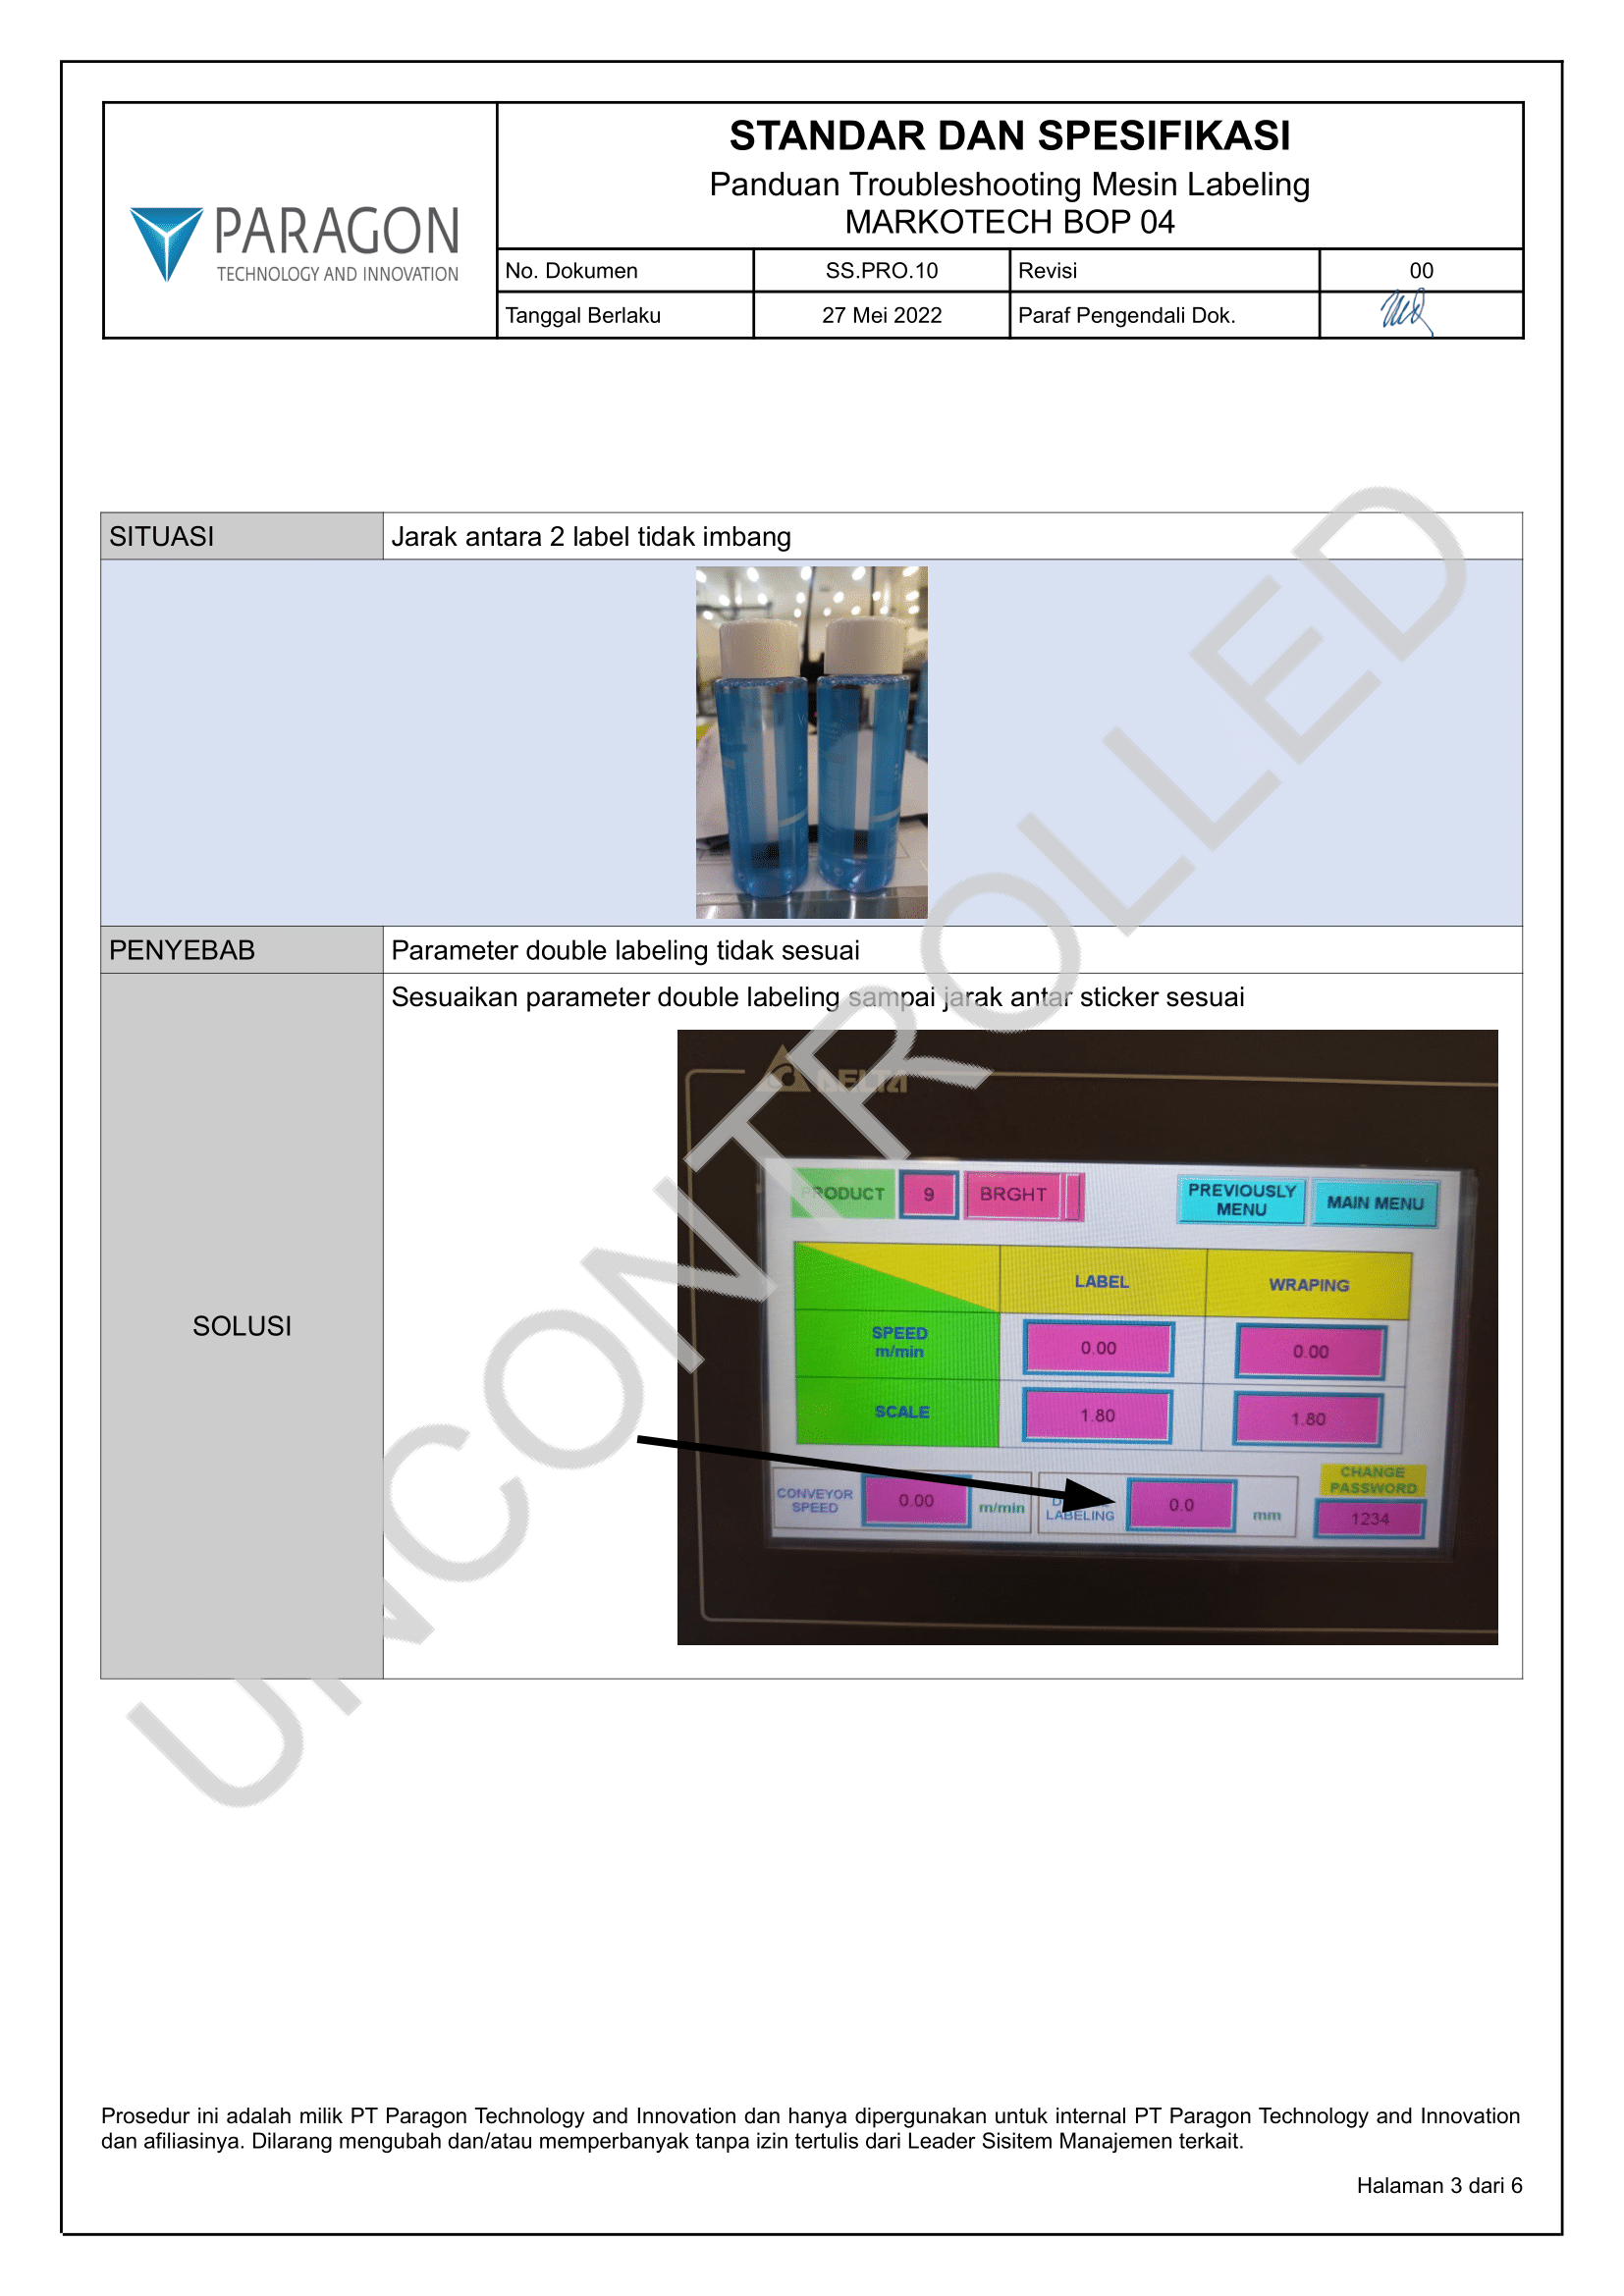 STANDAR DAN SPESIFIKASI
Panduan Troubleshooting Mesin Labeling
MARKOTECH BOP 04
PARAGON
TECHNOLOGY AND INNOVATION
No. Dokumen SS.PRO.10 Revisi 00
Tanggal Berlaku 27 Mei 2022 Paraf Pengendali Dok.
SITUASI Jarak antara 2 label tidak imbang
PENYEBAB Parameter double labeling tidak sesuai
SOLUSI
Sesuaikan parameter double labeling sampai jarak antar sticker sesuai
DELTA
PRODUCT 9 BRGHT
PREVIOUSLY
MENU
MAIN MENU
LABEL WRAPING
SPEED
m/min
0.00 0.00
SCALE 1.80 1.80
CONVEYOR
SPEED
0.00 m/min
LABELING
0.0 mm
CHANGE
PASSWORD
1234
UNCONTROLLED
Prosedur ini adalah milik PT Paragon Technology and Innovation dan hanya dipergunakan untuk internal PT Paragon Technology and Innovation
dan afiliasinya. Dilarang mengubah dan/atau memperbanyak tanpa izin tertulis dari Leader Sisitem Manajemen terkait.
Halaman 3 dari 6